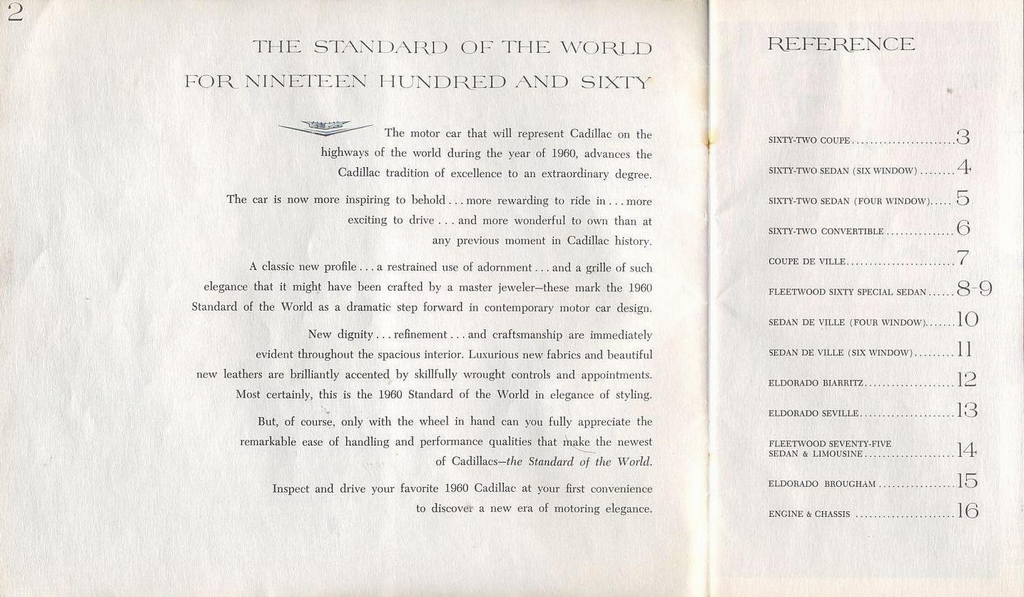 2
THE STANDARD OF THE WORLD
FOR NINETEEN HUNDRED AND SIXTY
The motor car that will represent Cadillac on the
highways of the world during the year of 1960, advances the
Cadillac tradition of excellence to an extraordinary degree.
The car is now more inspiring to behold . . . more rewarding to ride in . . . more
exciting to drive . . . and more wonderful to own than at
any previous moment in Cadillac history.
A classic new profile . . . a restrained use of adornment . . . and a grille of such
elegance that it might have been crafted by a master jeweler—these mark the 1960
Standard of the World as a dramatic step forward in contemporary motor car design.
New dignity . . . refinement . . . and craftsmanship are immediately
evident throughout the spacious interior. Luxurious new fabrics and beautiful
new leathers are brilliantly accented by skillfully wrought controls and appointments.
Most certainly, this is the 1960 Standard of the World in elegance of styling.
But, of course, only with the wheel in hand can you fully appreciate the
remarkable ease of handling and performance qualities that make the newest
of Cadillacs—the Standard of the World.
Inspect and drive your favorite 1960 Cadillac at your first convenience
to discover a new era of motoring elegance.
REFERENCE
SIXTY-TWO COUPE.......................3
SIXTY-TWO SEDAN (SIX WINDOW)........4
SIXTY-TWO SEDAN (FOUR WINDOW).....5
SIXTY-TWO CONVERTIBLE...............6
COUPE DE VILLE........................7
FLEETWOOD SIXTY SPECIAL SEDAN......8-9
SEDAN DE VILLE (FOUR WINDOW).......10
SEDAN DE VILLE (SIX WINDOW).........11
ELDORADO BIARRITZ....................12
ELDORADO SEVILLE.....................13
FLEETWOOD SEVENTY-FIVE
SEDAN & LIMOUSINE....................14
ELDORADO BROUGHAM.................15
ENGINE & CHASSIS......................16